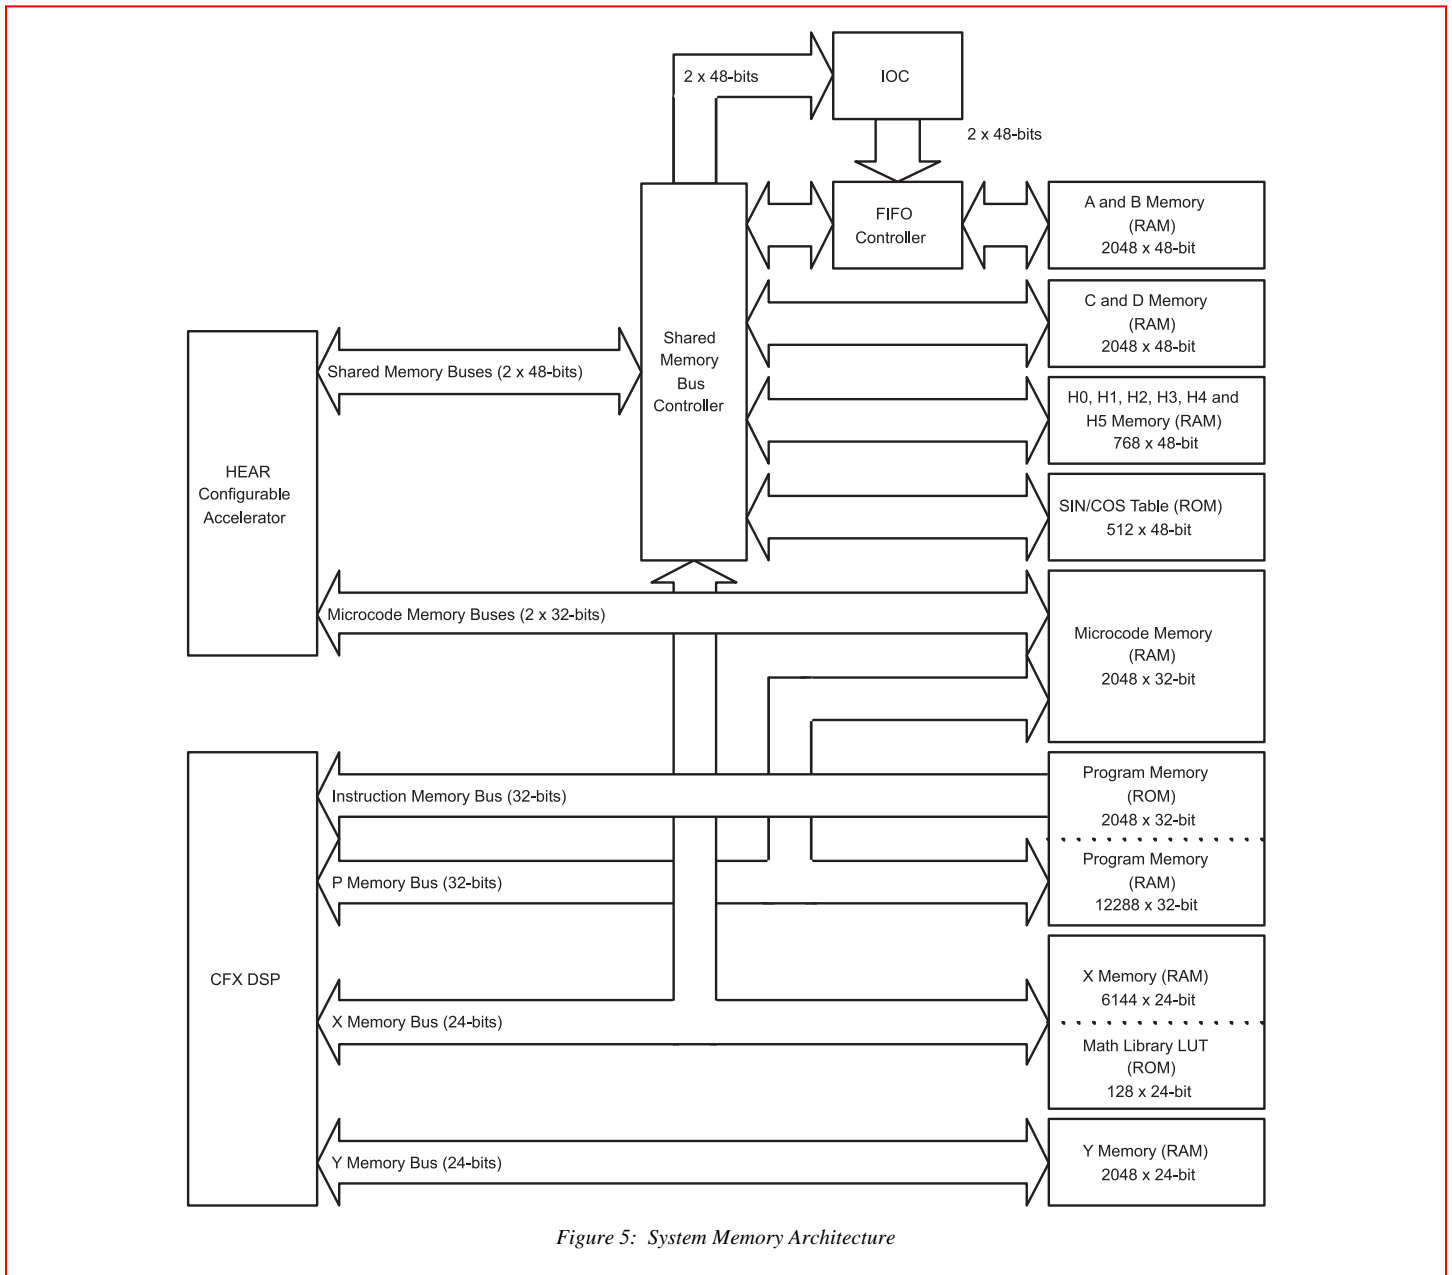 2 x 48-bits
IOC
2 x 48-bits
FIFO
Controller
A and B Memory
(RAM)
2048 x 48-bit
C and D Memory
(RAM)
2048 x 48-bit
Shared
Memory
Bus
Controller
Shared Memory Buses (2 x 48-bits)
H0, H1, H2, H3, H4 and
H5 Memory (RAM)
768 x 48-bit
HEAR
Configurable
Accelerator
SIN/COS Table (ROM)
512 x 48-bit
Microcode Memory Buses (2 x 32-bits)
Microcode Memory
(RAM)
2048 x 32-bit
Instruction Memory Bus (32-bits)
Program Memory
(ROM)
2048 x 32-bit
P Memory Bus (32-bits)
Program Memory
(RAM)
12288 x 32-bit
CFX DSP
X Memory (RAM)
6144 x 24-bit
X Memory Bus (24-bits)
Math Library LUT
(ROM)
128 x 24-bit
Y Memory Bus (24-bits)
Y Memory (RAM)
2048 x 24-bit
Figure 5: System Memory Architecture